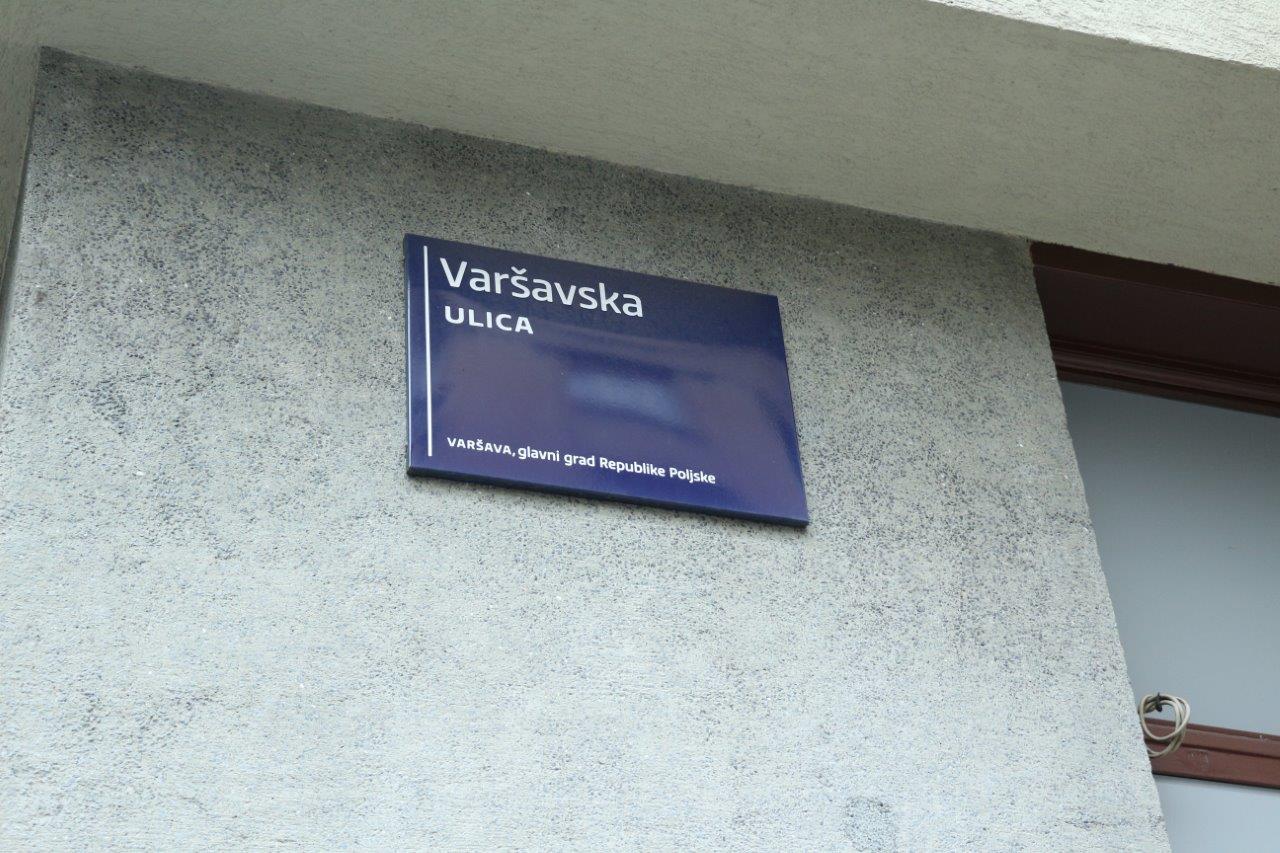 Varšavska
ULICA
VARŠAVA, glavni grad Republike Poljske